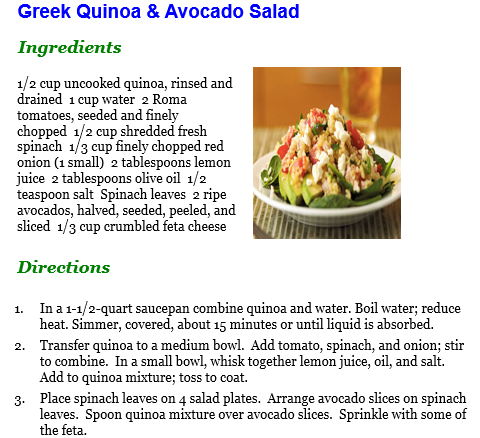 Greek Quinoa & Avocado Salad
Ingredients
1/2 cup uncooked quinoa, rinsed and
drained  1 cup water  2 Roma
tomatoes, seeded and finely
chopped  1/2 cup shredded fresh
spinach  1/3 cup finely chopped red
onion (1 small)  2 tablespoons lemon
juice  2 tablespoons olive oil  1/2
teaspoon salt  Spinach leaves  2 ripe
avocados, halved, seeded, peeled, and
sliced  1/3 cup crumbled feta cheese
Directions
1. In a 1-1/2-quart saucepan combine quinoa and water. Boil water; reduce
heat. Simmer, covered, about 15 minutes or until liquid is absorbed.
2. Transfer quinoa to a medium bowl.  Add tomato, spinach, and onion; stir
to combine.  In a small bowl, whisk together lemon juice, oil, and salt.
Add to quinoa mixture; toss to coat.
3. Place spinach leaves on 4 salad plates.  Arrange avocado slices on spinach
leaves.  Spoon quinoa mixture over avocado slices.  Sprinkle with some of
the feta.